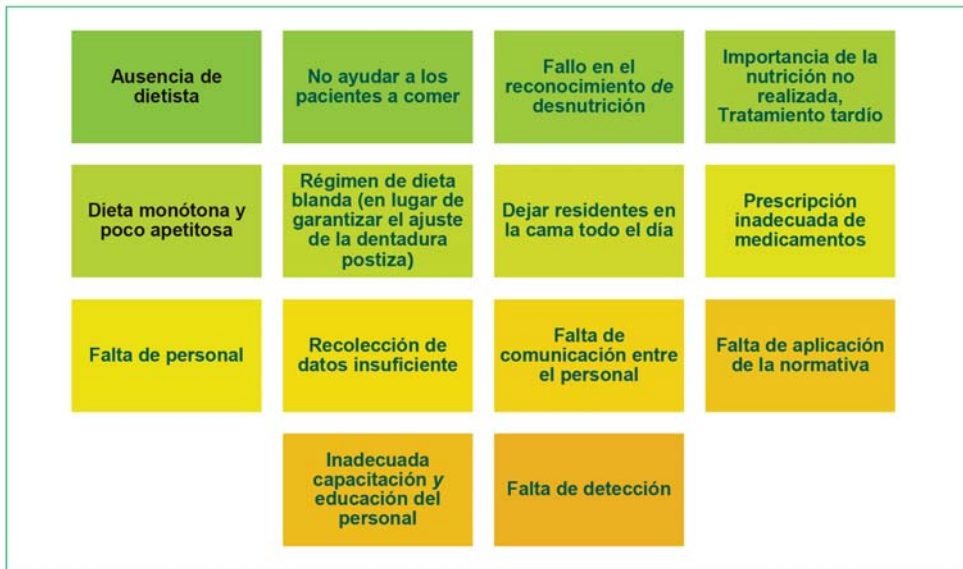 Ausencia de
dietista
No ayudar a los
pacientes a comer
Fallo en el
reconocimiento de
desnutrición
Importancia de la
nutrición no
realizada,
Tratamiento tardío
Dieta monótona y
poco apetitosa
Régimen de dieta
blanda (en lugar de
garantizar el ajuste
de la dentadura
postiza)
Dejar residentes en
la cama todo el día
Prescripción
inadecuada de
medicamentos
Falta de personal
Recolección de
datos insuficiente
Falta de
comunicación entre
el personal
Falta de aplicación
de la normativa
Inadecuada
capacitación y
educación del
personal
Falta de detección